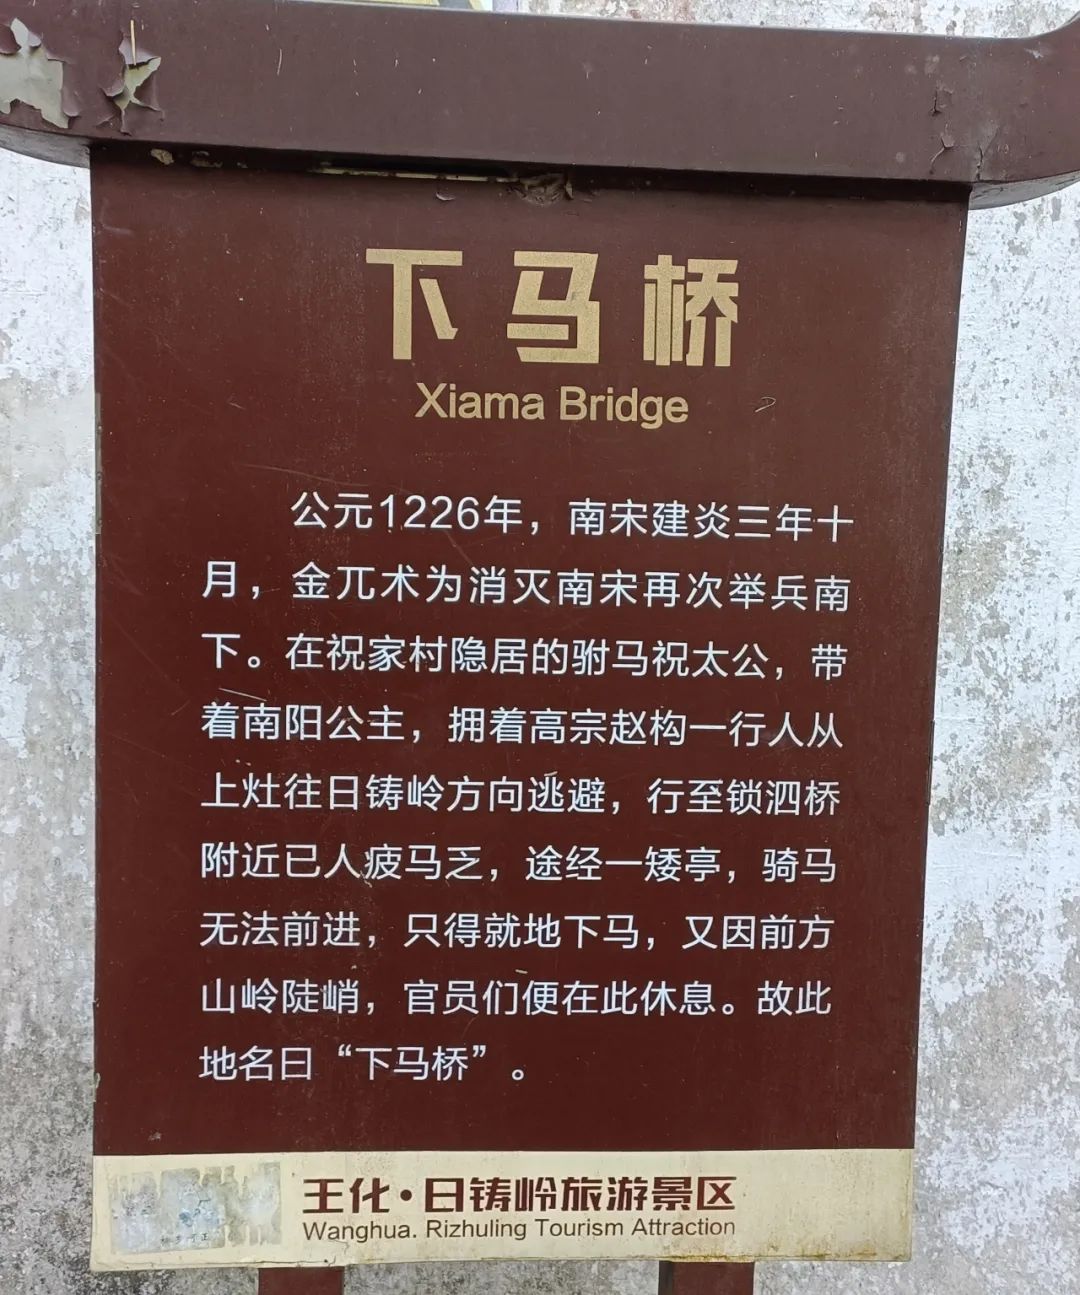 下马桥
Xiama Bridge
公元1226年，南宋建炎三年十
月，金兀术为消灭南宋再次举兵南
下。在祝家村隐居的驸马祝太公，带
着南阳公主，拥着高宗赵构一行人从
上灶往日铸岭方向逃避，行至锁泗桥
附近已人疲马乏，途经一矮亭，骑马
无法前进，只得就地下马，又因前方
山岭陡峭，官员们便在此休息。故此
地名曰“下马桥”。
王化·日铸岭旅游景区
Wanghua. Rizhuling Tourism Attraction